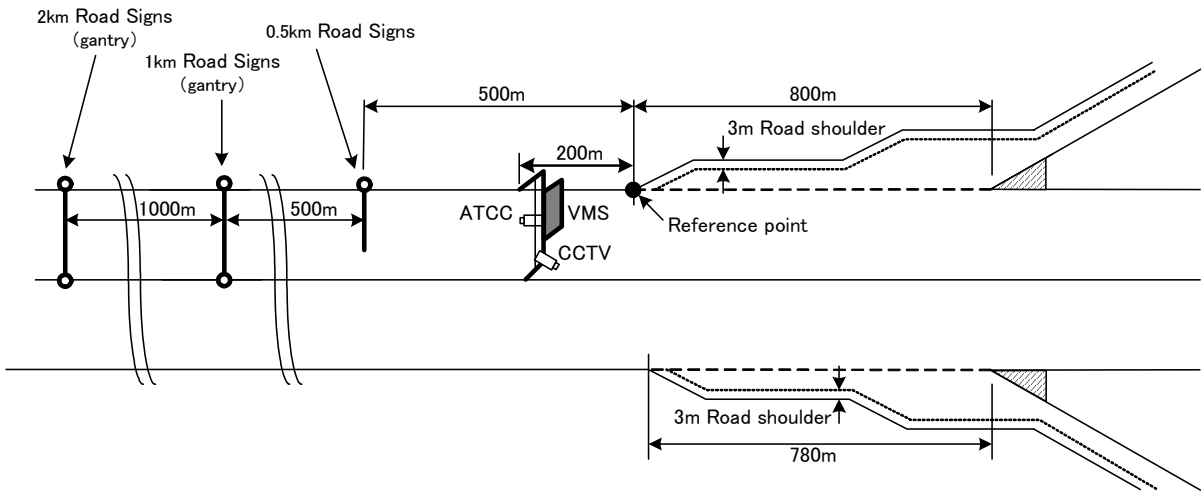 2km Road Signs
(gantry)
0.5km Road Signs
1km Road Signs
(gantry)
500m
800m
3m Road shoulder
200m
1000m
500m
ATCC
VMS
Reference point
CCTV
3m Road shoulder
780m